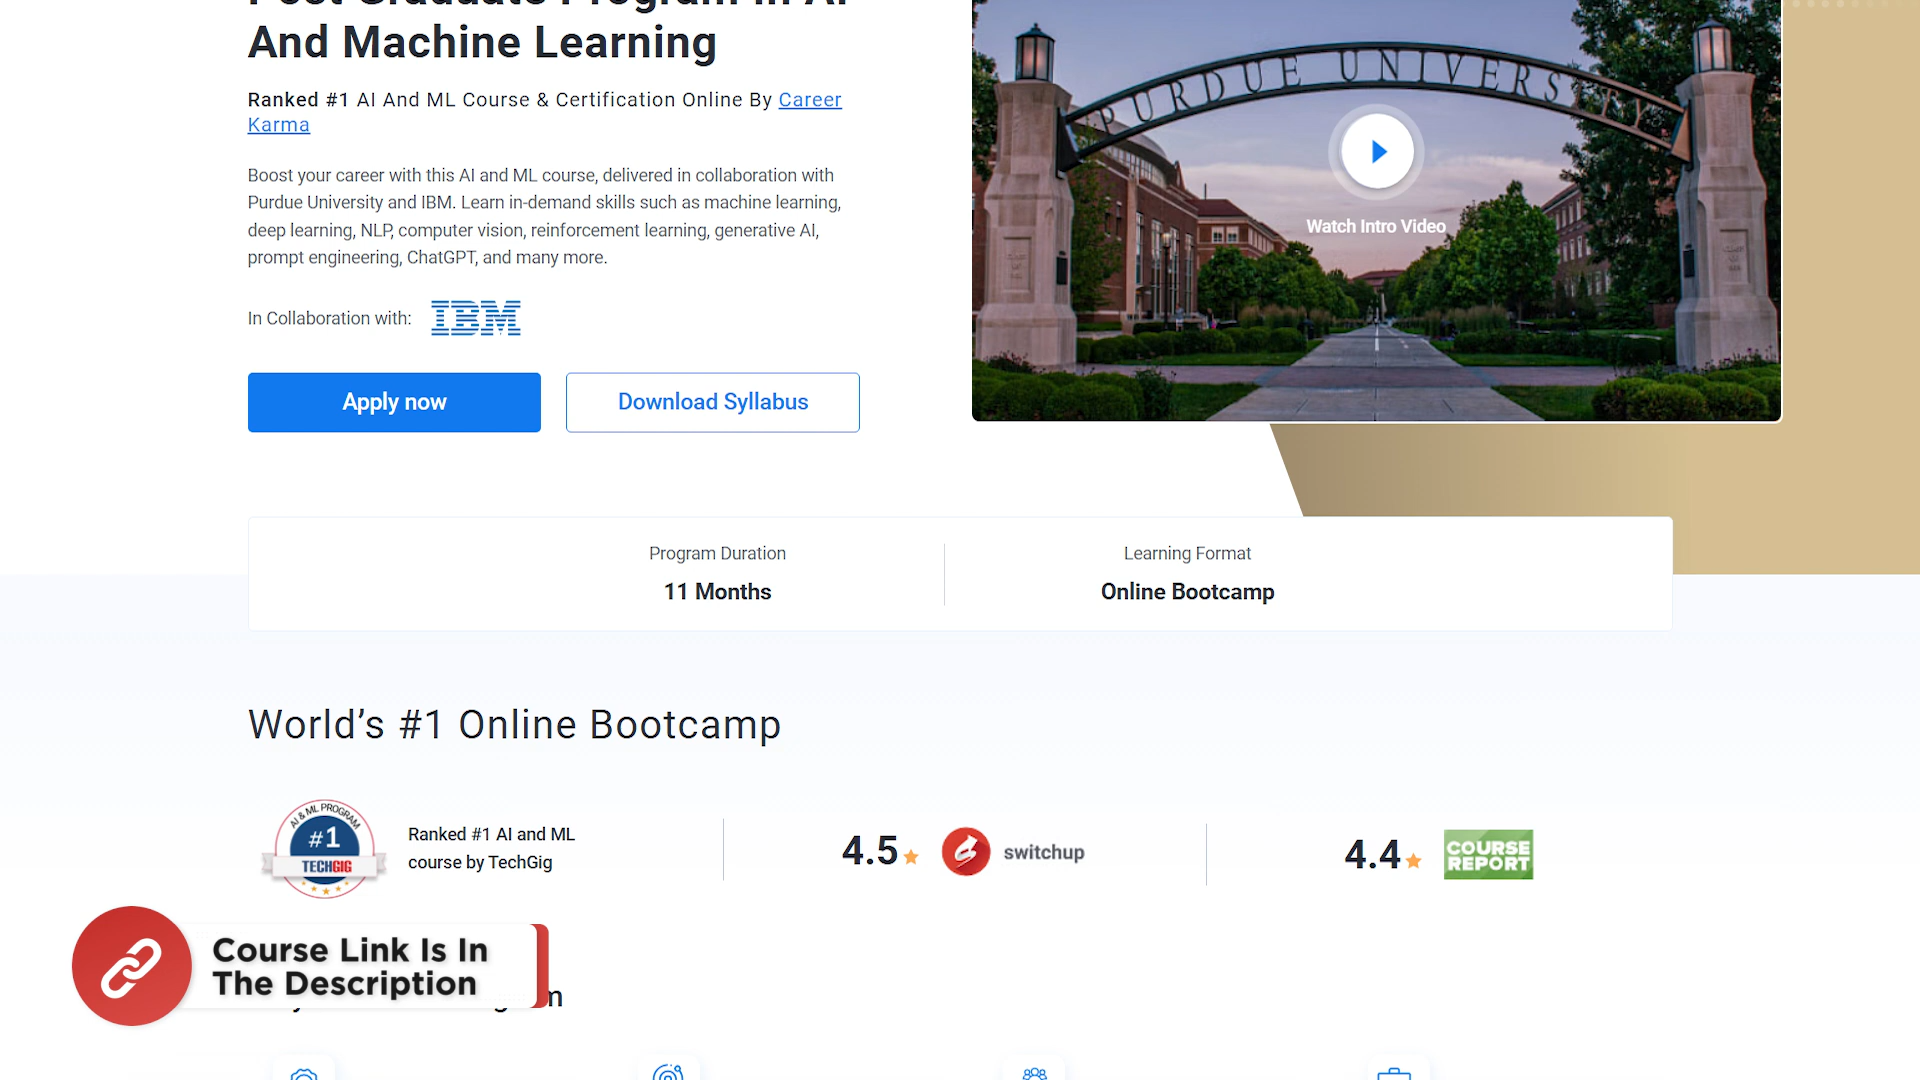 Post Graduate Program In AI
And Machine Learning
Ranked #1 AI And ML Course & Certification Online By Career
Karma
Boost your career with this AI and ML course, delivered in collaboration with
Purdue University and IBM. Learn in-demand skills such as machine learning,
deep learning, NLP, computer vision, reinforcement learning, generative AI,
prompt engineering, ChatGPT, and many more.
In Collaboration with: IBM
Apply now
Download Syllabus
PURDUE UNIVERSITY
Watch Intro Video
Program Duration
11 Months
Learning Format
Online Bootcamp
World’s #1 Online Bootcamp
AI & ML PROGRAM
#1
TECHGIG
Ranked #1 AI and ML
course by TechGig
4.5
switchup
4.4
COURSE
REPORT
Course Link Is In
The Description